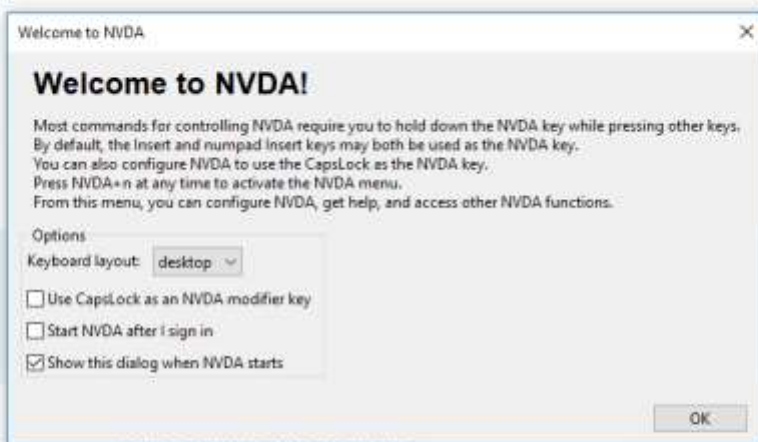 Welcome to NVDA
Welcome to NVDA!
Most commands for controlling NVDA require you to hold down the NVDA key while pressing other keys.
By default, the Insert and numpad Insert keys may both be used as the NVDA key.
You can also configure NVDA to use the CapsLock as the NVDA key.
Press NVDA+n at any time to activate the NVDA menu.
From this menu, you can configure NVDA, get help, and access other NVDA functions.
Options
Keyboard layout: desktop
Use CapsLock as an NVDA modifier key
Start NVDA after I sign in
Show this dialog when NVDA starts
OK